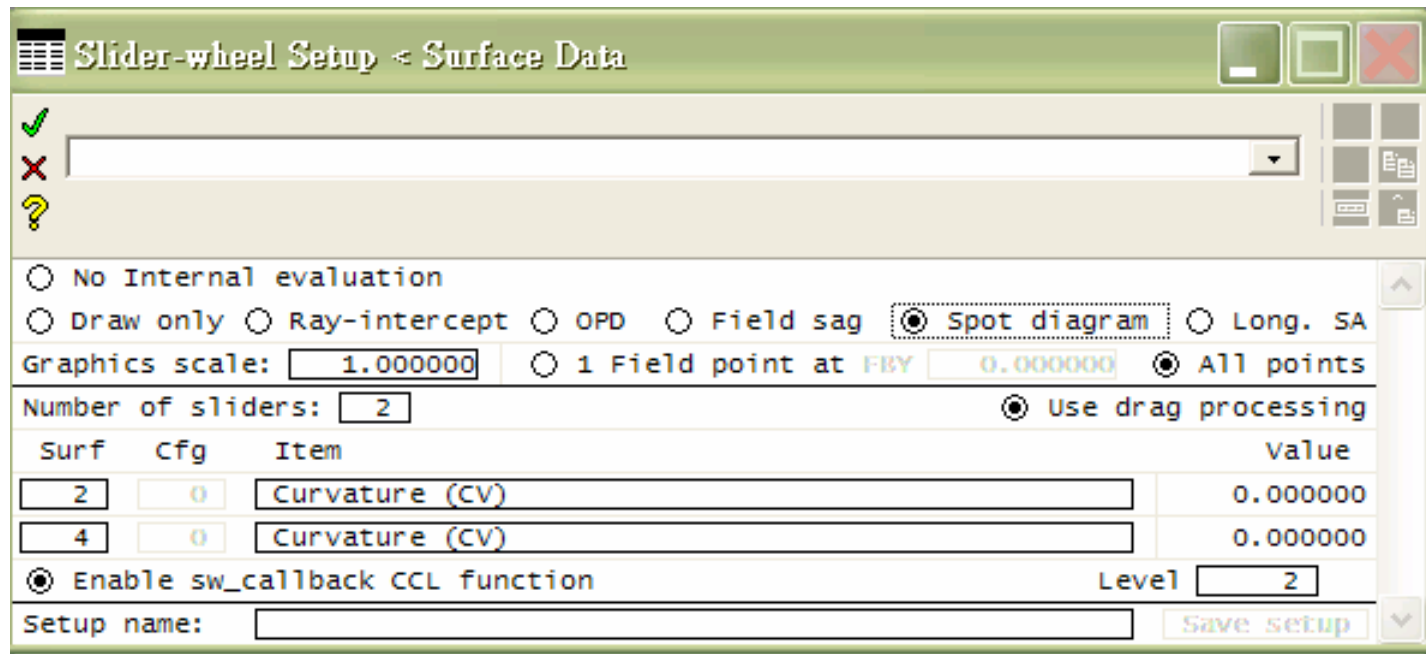 Slider-wheel Setup < Surface Data
No Internal evaluation
Draw only Ray-intercept OPD Field sag Spot diagram Long. SA
Graphics scale: 1.000000 1 Field point at FBY 0.000000 All points
Number of sliders: 2 Use drag processing
Surf Cfg Item Value
2 0 Curvature (CV) 0.000000
4 0 Curvature (CV) 0.000000
Enable sw_callback CCL function Level 2
Setup name: Save setup